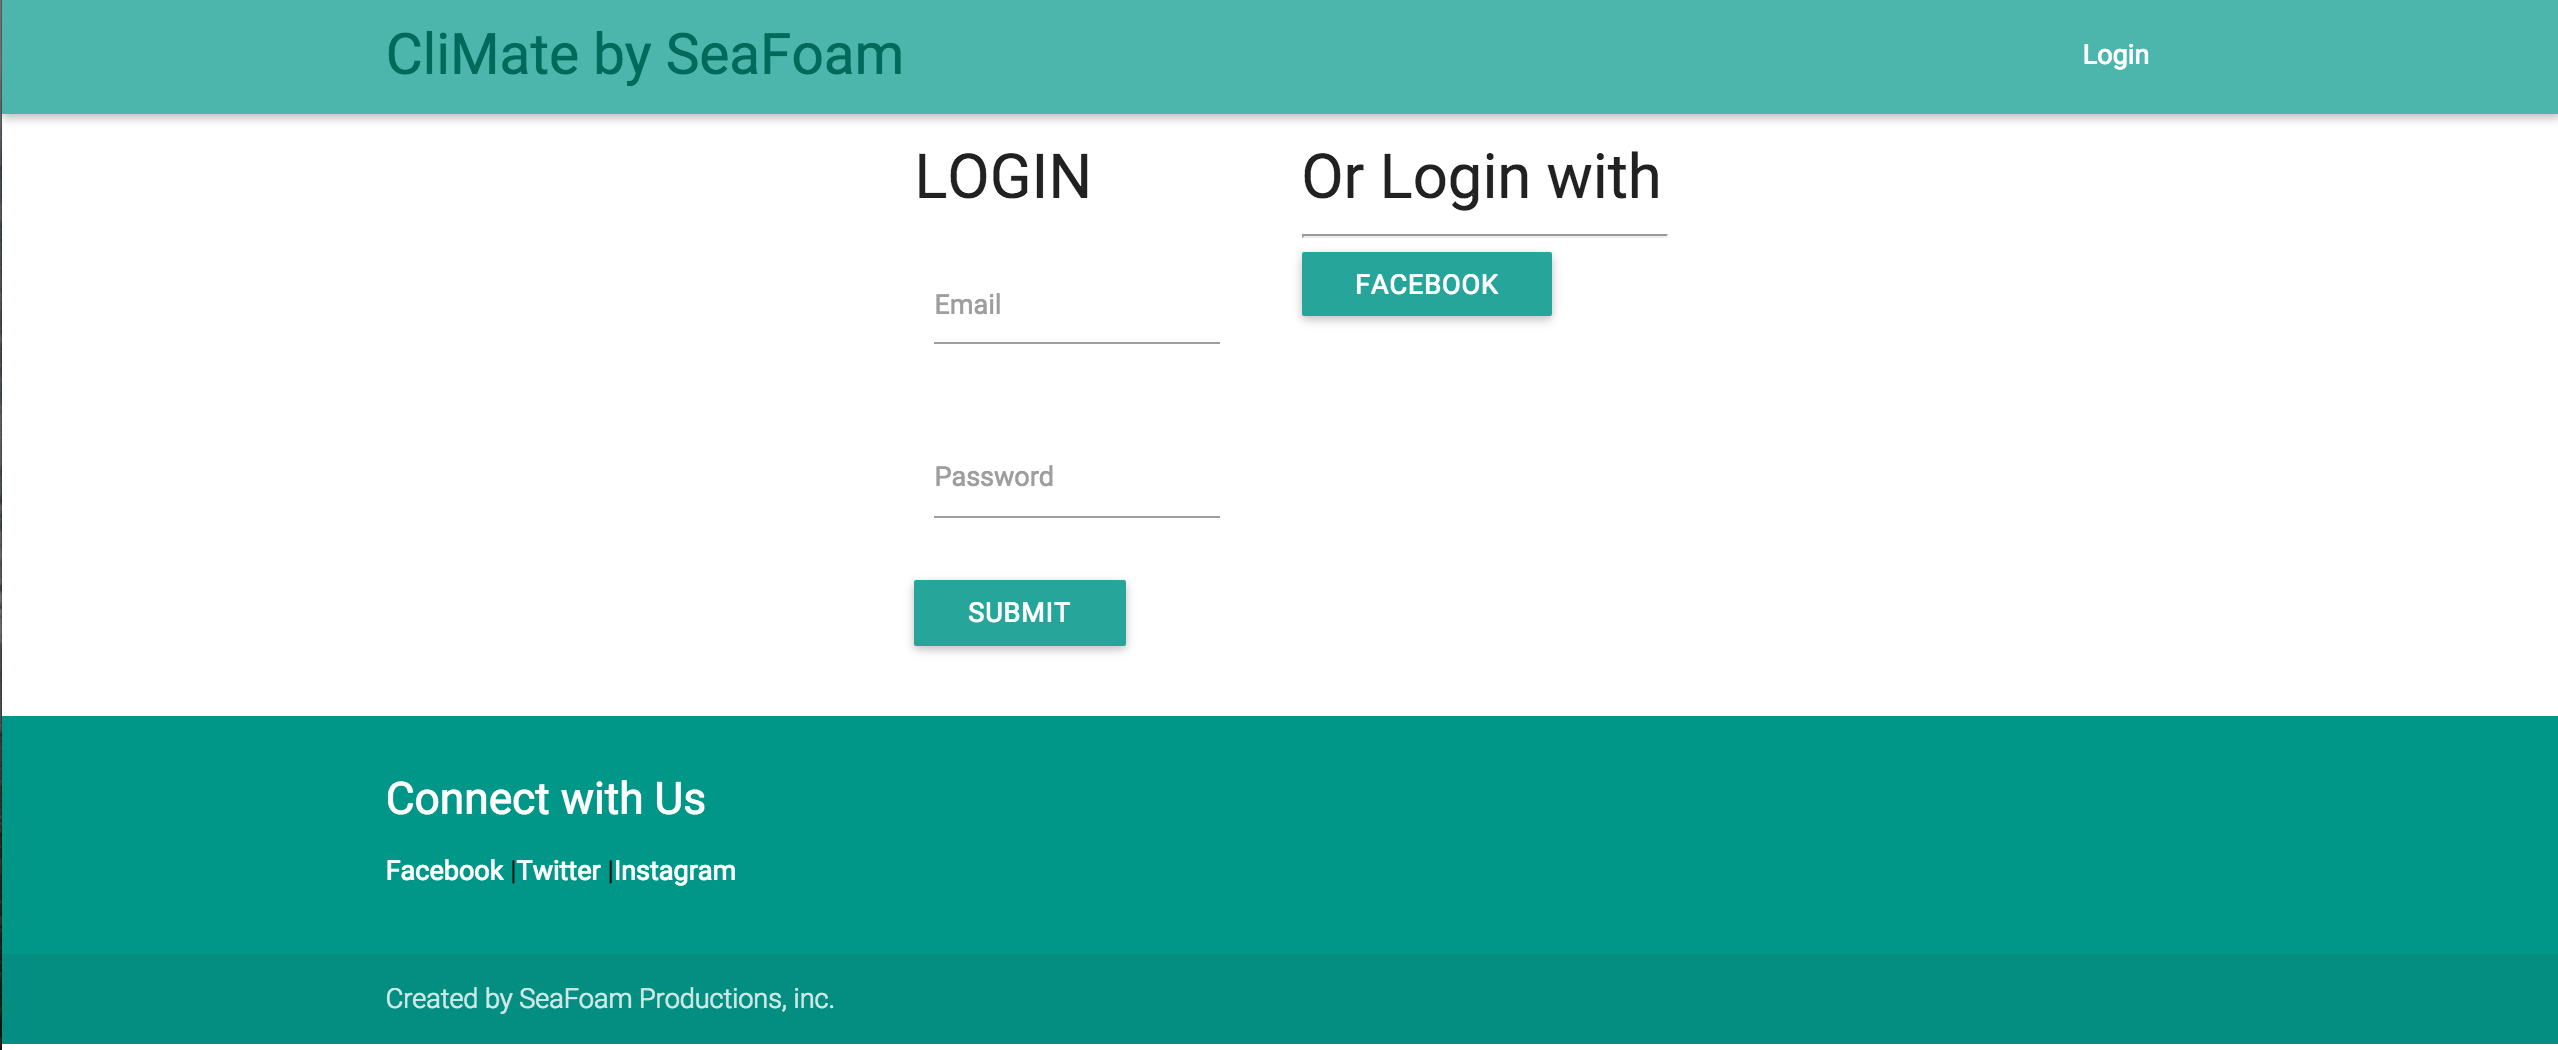 CliMate by SeaFoam
Login
LOGIN
Email
Password
SUBMIT
Or Login with
FACEBOOK
Connect with Us
Facebook |Twitter |Instagram
Created by SeaFoam Productions, inc.